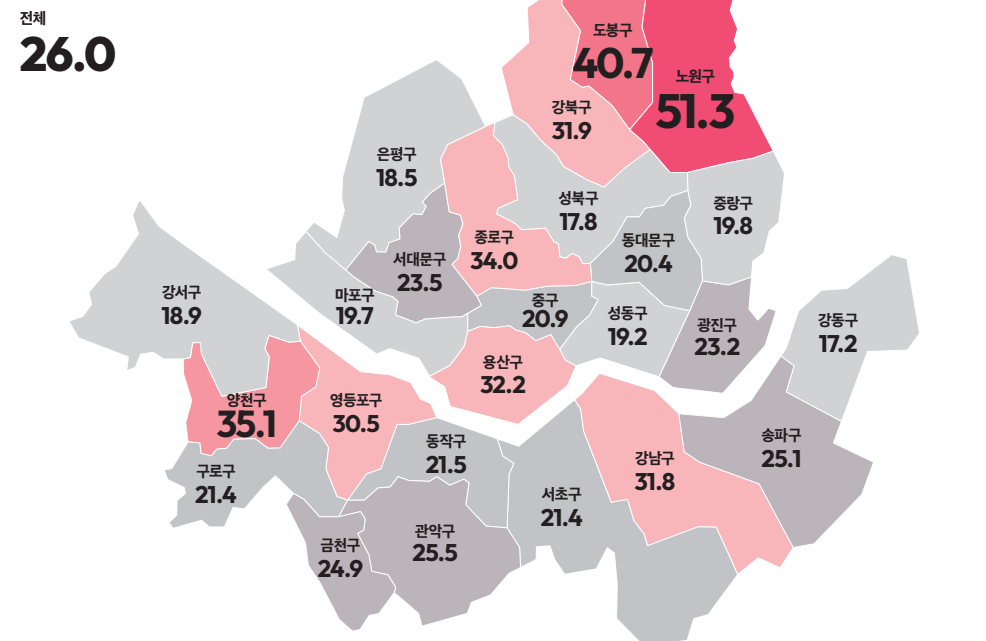 전체
26.0
도봉구
40.7
노원구
51.3
강북구
31.9
은평구
18.5
성북구
17.8
중랑구
19.8
종로구
34.0
동대문구
20.4
서대문구
23.5
강서구
18.9
마포구
19.7
중구
20.9
성동구
19.2
광진구
23.2
강동구
17.2
용산구
32.2
양천구
35.1
영등포구
30.5
동작구
21.5
송파구
25.1
강남구
31.8
구로구
21.4
서초구
21.4
관악구
25.5
금천구
24.9